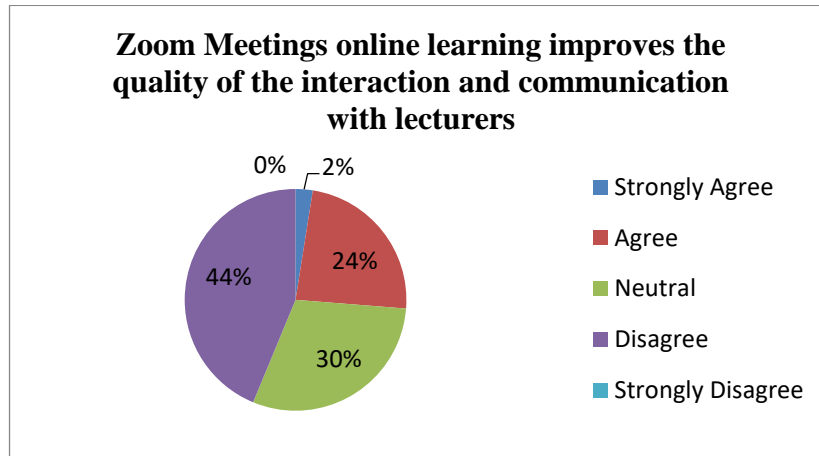 Zoom Meetings online learning improves the
quality of the interaction and communication
with lecturers
0%
2%
24%
30%
44%
Strongly Agree
Agree
Neutral
Disagree
Strongly Disagree